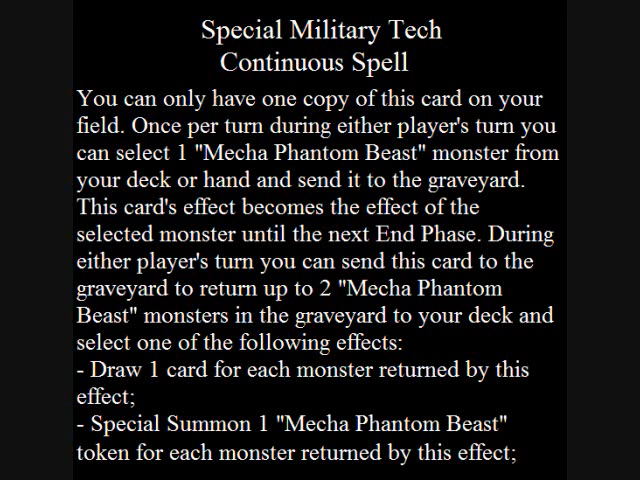 Special Military Tech
Continuous Spell
You can only have one copy of this card on your
field. Once per turn during either player's turn you
can select 1 "Mecha Phantom Beast" monster from
your deck or hand and send it to the graveyard.
This card's effect becomes the effect of the
selected monster until the next End Phase. During
either player's turn you can send this card to the
graveyard to return up to 2 "Mecha Phantom
Beast" monsters in the graveyard to your deck and
select one of the following effects:
- Draw 1 card for each monster returned by this
effect;
- Special Summon 1 "Mecha Phantom Beast"
token for each monster returned by this effect;